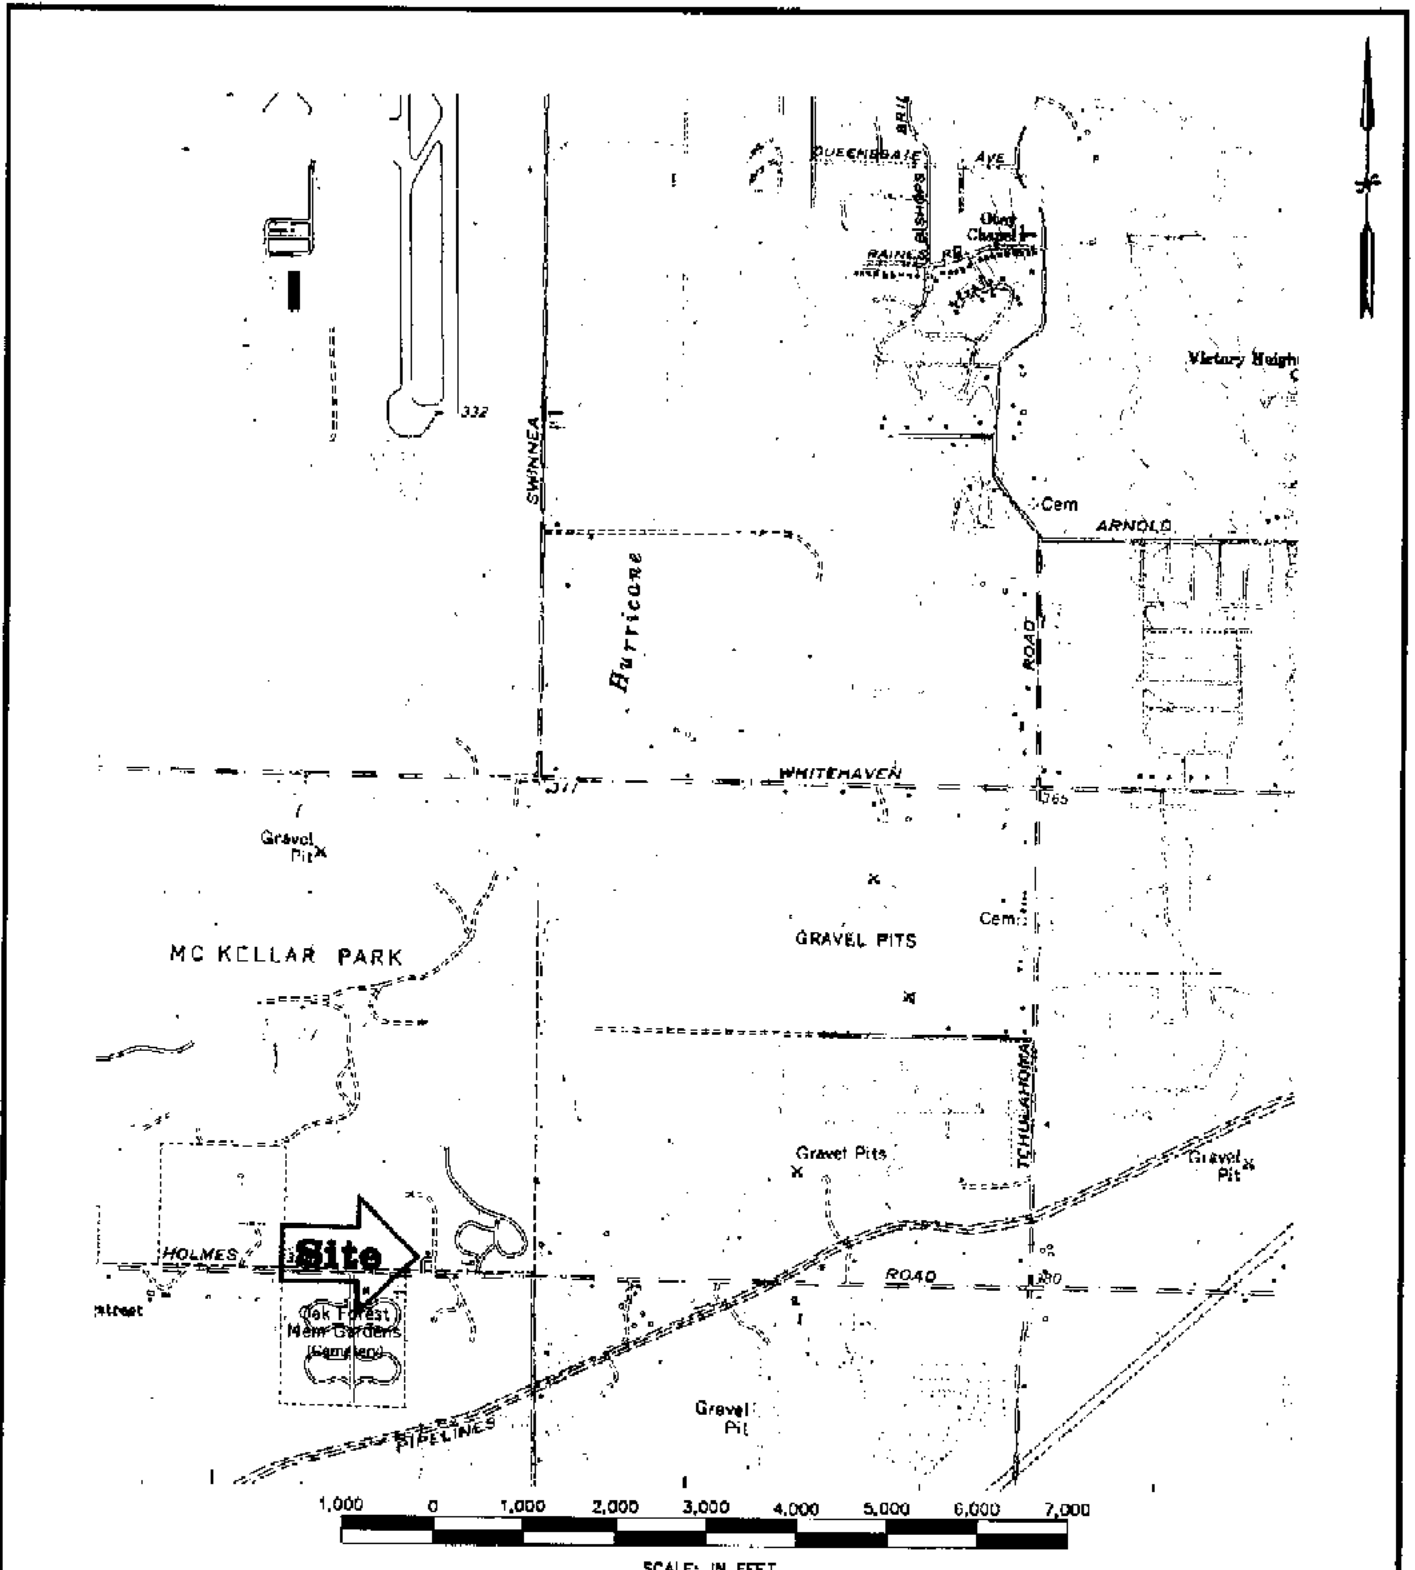 BISHOPS
QUEENSGATE AVE
Chapel
RAINES RD
332
SWINNEA
Cem
ARNOLD
Hurricane
ROAD
WHITEHAVEN
377
365
Gravel
Pit
Cem
GRAVEL PITS
MC KELLAR PARK
TCHULAHOMA
Gravel Pits
Gravel
Pit
HOLMES
Site
ROAD
Oak Forest
Mem Gardens
(Cemetery)
Gravel
Pit
PIPELINES
1,000 0 1,000 2,000 3,000 4,000 5,000 6,000 7,000
SCALE: IN FEET